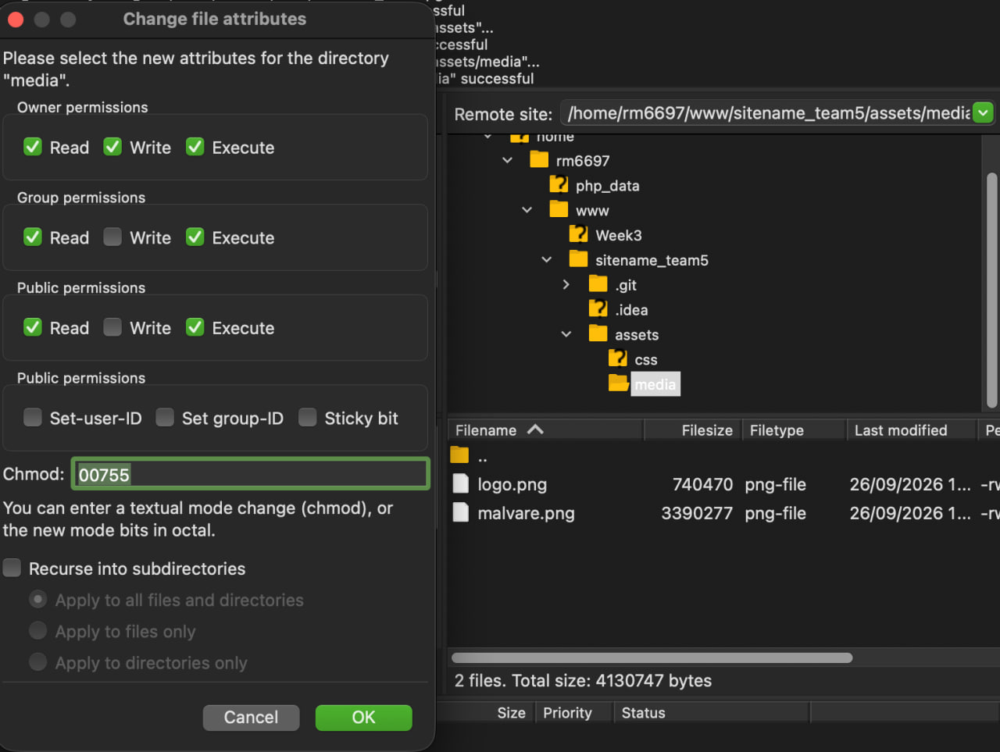 Change file attributes
Please select the new attributes for the directory
"media".
Owner permissions
Read Write Execute
Group permissions
Read Write Execute
Public permissions
Read Write Execute
Public permissions
Set-user-ID Set group-ID Sticky bit
Chmod: 00755
You can enter a textual mode change (chmod), or
the new mode bits in octal.
Recurse into subdirectories
Apply to all files and directories
Apply to files only
Apply to directories only
Cancel OK
ssful
assets"...
ccessful
assets/media"...
ia" successful
Remote site: /home/rm6697/www/sitename_team5/assets/media
home
rm6697
php_data
www
Week3
sitename_team5
.git
.idea
assets
css
media
Filename Filesize Filetype Last modified Pe
..
logo.png 740470 png-file 26/09/2026 1... -rw
malvare.png 3390277 png-file 26/09/2026 1... -rw
2 files. Total size: 4130747 bytes
Size Priority Status